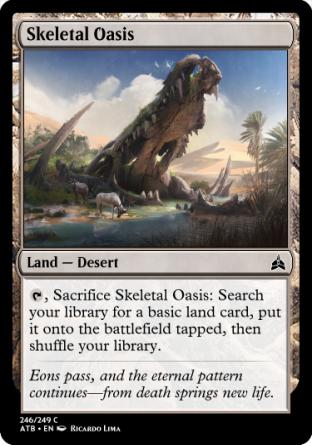 Skeletal Oasis
Land — Desert
, Sacrifice Skeletal Oasis: Search
your library for a basic land card, put
it onto the battlefield tapped, then
shuffle your library.
Eons pass, and the eternal pattern
continues—from death springs new life.
246/249 C
ATB • EN Ricardo Lima